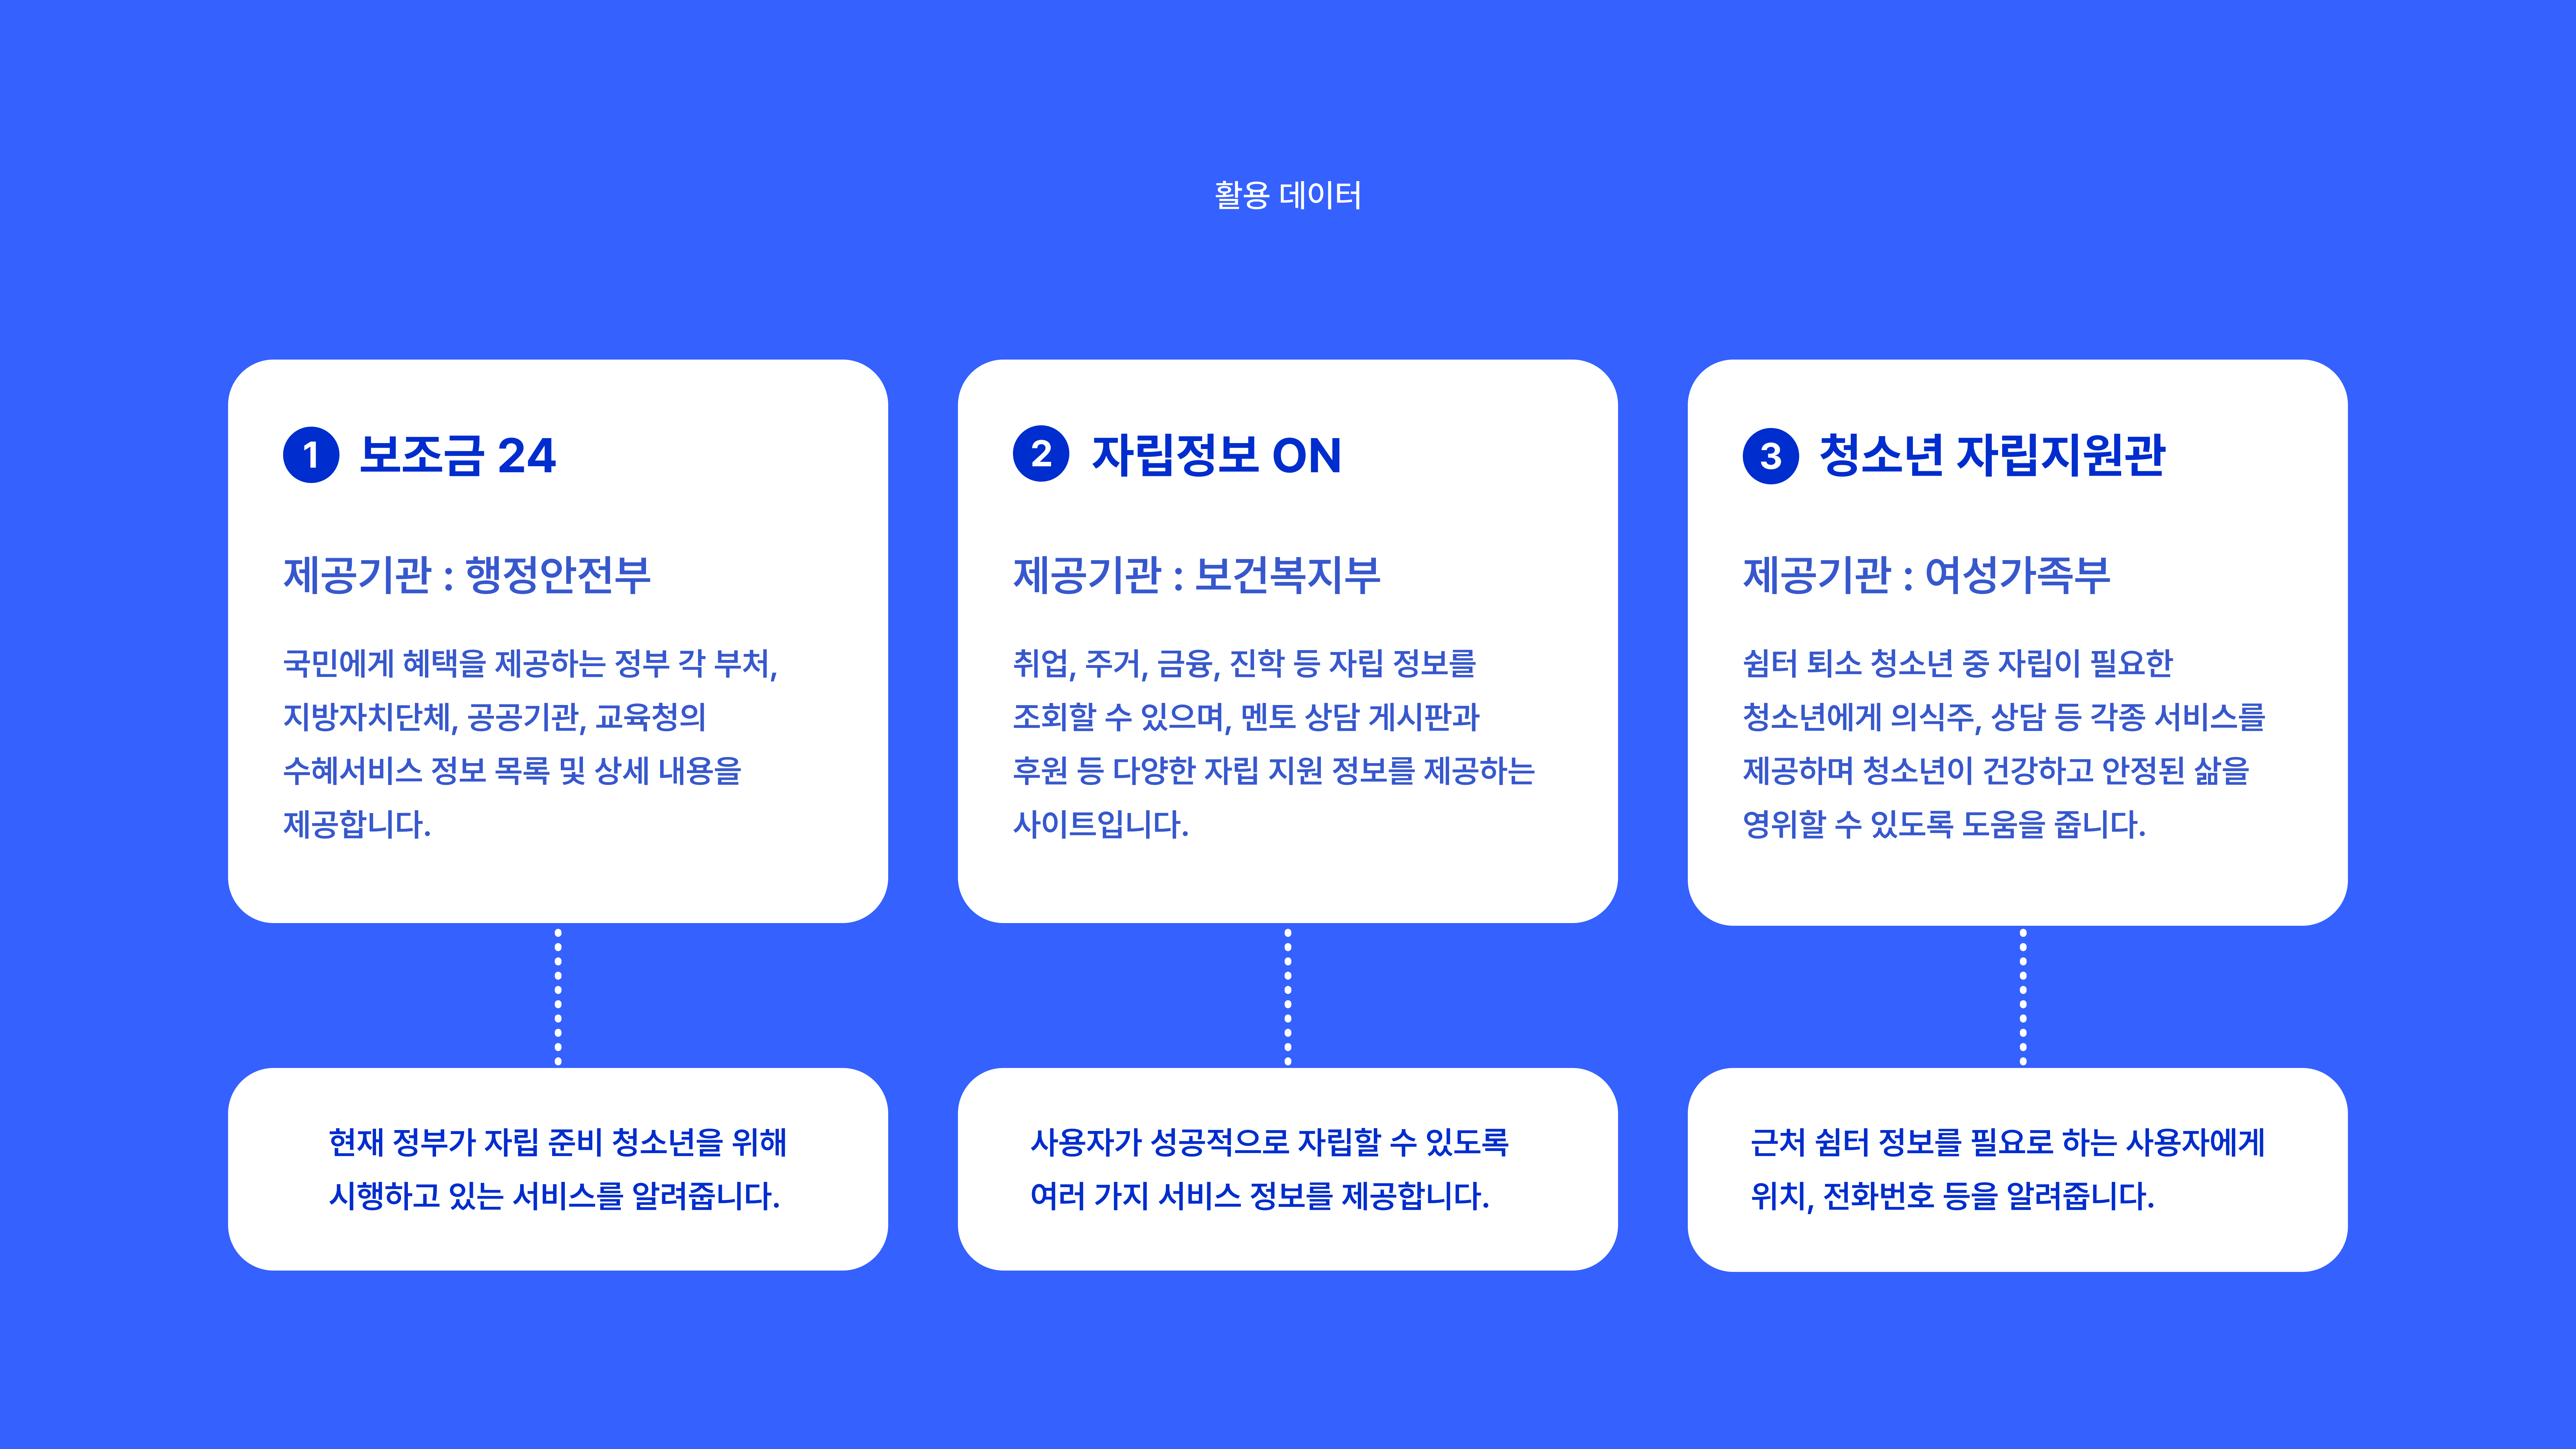 활용 데이터
1 보조금 24
제공기관 : 행정안전부
국민에게 혜택을 제공하는 정부 각 부처,
지방자치단체, 공공기관, 교육청의
수혜서비스 정보 목록 및 상세 내용을
제공합니다.
현재 정부가 자립 준비 청소년을 위해
시행하고 있는 서비스를 알려줍니다.
2 자립정보 ON
제공기관 : 보건복지부
취업, 주거, 금융, 진학 등 자립 정보를
조회할 수 있으며, 멘토 상담 게시판과
후원 등 다양한 자립 지원 정보를 제공하는
사이트입니다.
사용자가 성공적으로 자립할 수 있도록
여러 가지 서비스 정보를 제공합니다.
3 청소년 자립지원관
제공기관 : 여성가족부
쉼터 퇴소 청소년 중 자립이 필요한
청소년에게 의식주, 상담 등 각종 서비스를
제공하며 청소년이 건강하고 안정된 삶을
영위할 수 있도록 도움을 줍니다.
근처 쉼터 정보를 필요로 하는 사용자에게
위치, 전화번호 등을 알려줍니다.